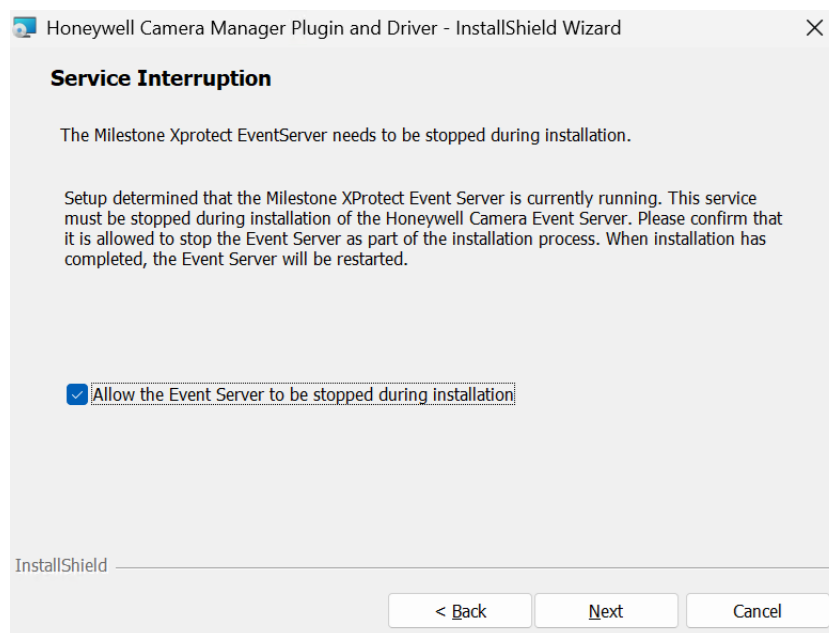 Honeywell Camera Manager Plugin and Driver - InstallShield Wizard
Service Interruption
The Milestone Xprotect EventServer needs to be stopped during installation.
Setup determined that the Milestone XProtect Event Server is currently running. This service
must be stopped during installation of the Honeywell Camera Event Server. Please confirm that
it is allowed to stop the Event Server as part of the installation process. When installation has
completed, the Event Server will be restarted.
Allow the Event Server to be stopped during installation
InstallShield
< Back
Next
Cancel